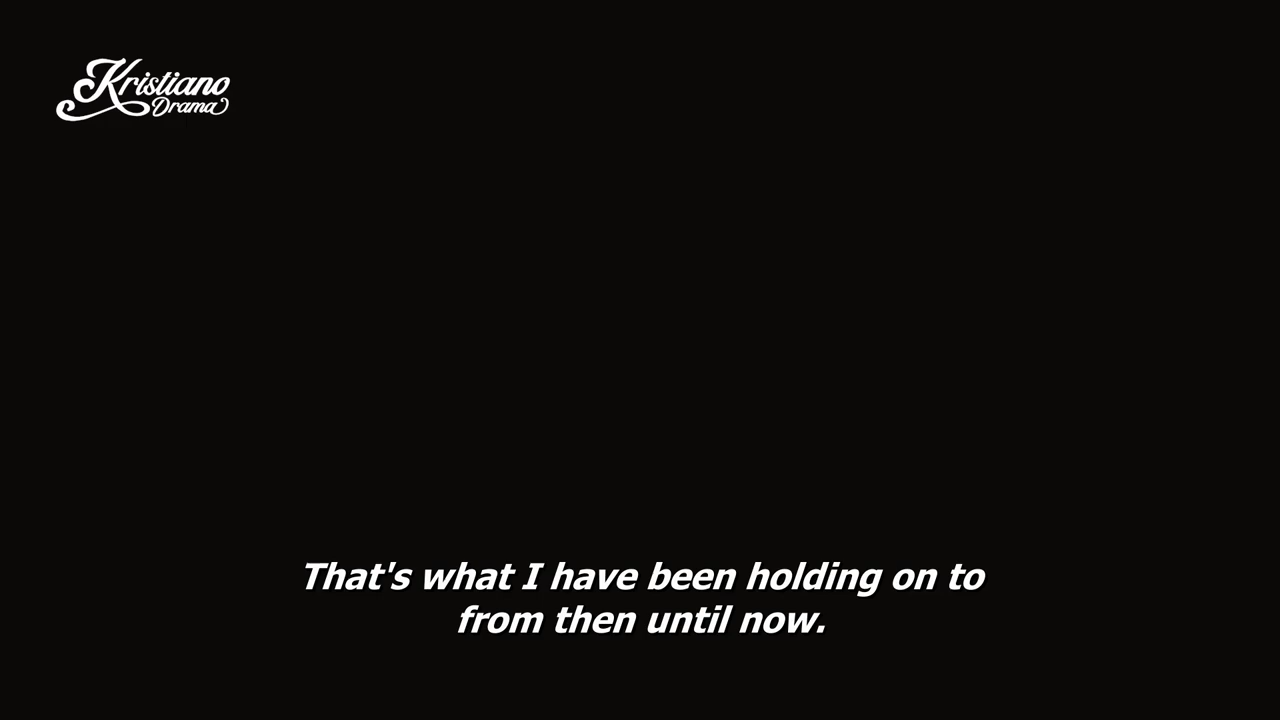 Kristiano
Drama
That's what I have been holding on to
from then until now.